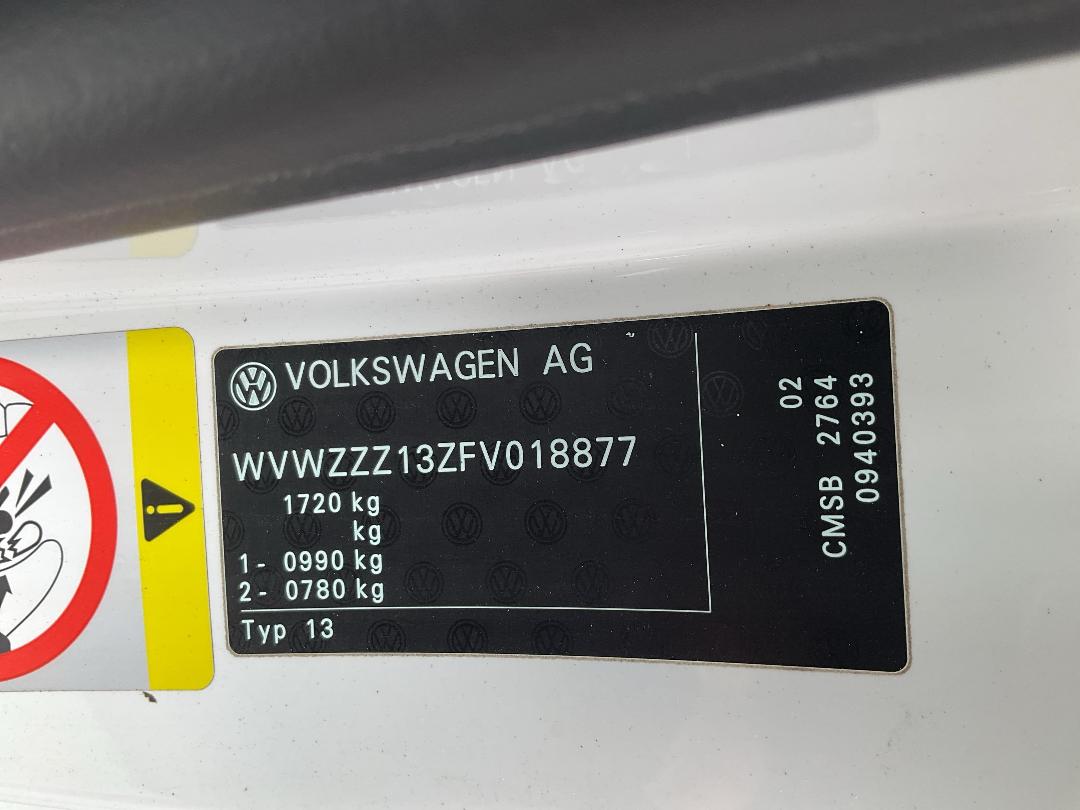 VOLKSWAGEN AG
WVWZZZ13ZFV018877
1720 kg
kg
1- 0990 kg
2- 0780 kg
Typ 13
02
CMSB 2764
0940393